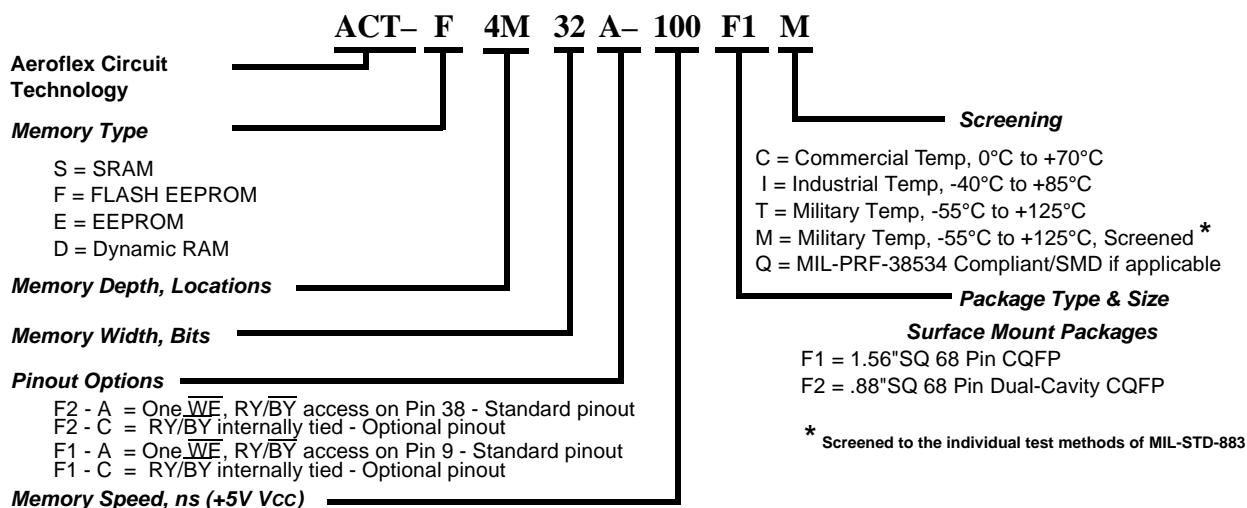 ACT– F 4M 32 A– 100 F1 M
Aeroflex Circuit
Technology
Memory Type
S = SRAM
F = FLASH EEPROM
E = EEPROM
D = Dynamic RAM
Memory Depth, Locations
Memory Width, Bits
Pinout Options
F2 - A = One WE, RY/BY access on Pin 38 - Standard pinout
F2 - C = RY/BY internally tied - Optional pinout
F1 - A = One WE, RY/BY access on Pin 9 - Standard pinout
F1 - C = RY/BY internally tied - Optional pinout
Memory Speed, ns (+5V VCC)
Screening
C = Commercial Temp, 0°C to +70°C
I = Industrial Temp, -40°C to +85°C
T = Military Temp, -55°C to +125°C
M = Military Temp, -55°C to +125°C, Screened *
Q = MIL-PRF-38534 Compliant/SMD if applicable
Package Type & Size
Surface Mount Packages
F1 = 1.56"SQ 68 Pin CQFP
F2 = .88"SQ 68 Pin Dual-Cavity CQFP
* Screened to the individual test methods of MIL-STD-883